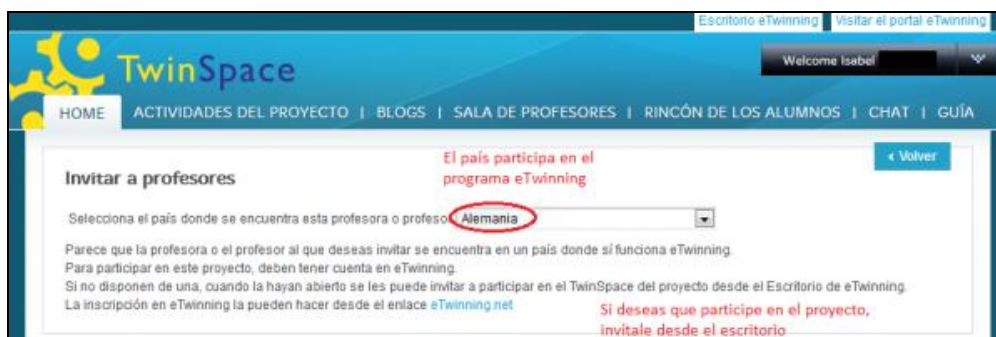 Escritorio eTwinning Visitar el portal eTwinning
TwinSpace
Welcome Isabel
HOME ACTIVIDADES DEL PROYECTO | BLOGS | SALA DE PROFESORES | RINCÓN DE LOS ALUMNOS | CHAT | GUÍA
El país participa en el
programa eTwinning
Volver
Invitar a profesores
Selecciona el país donde se encuentra esta profesora o profeso Alemania
Parece que la profesora o el profesor al que deseas invitar se encuentra en un país donde sí funciona eTwinning.
Para participar en este proyecto, deben tener cuenta en eTwinning.
Si no disponen de una, cuando la hayan abierto se les puede invitar a participar en el TwinSpace del proyecto desde el Escritorio de eTwinning.
La inscripción en eTwinning la pueden hacer desde el enlace eTwinning.net
Si deseas que participe en el proyecto,
invítale desde el escritorio